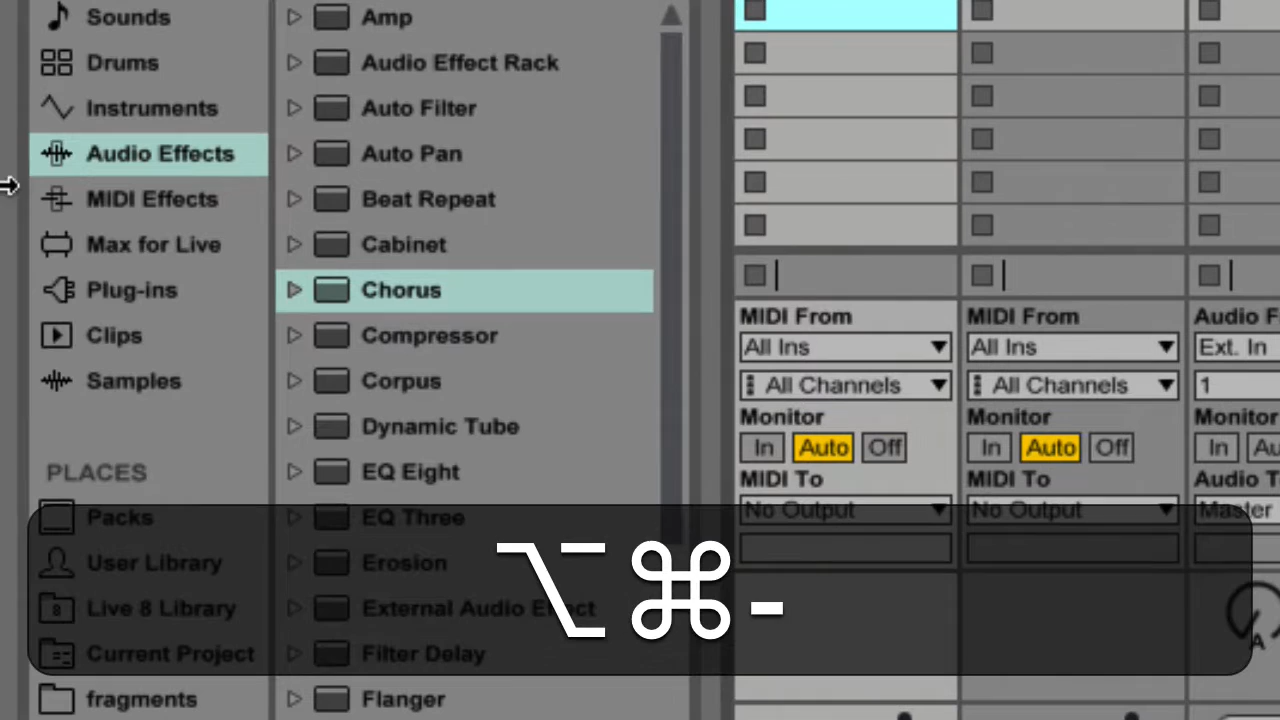 Sounds
Drums
Instruments
Audio Effects
MIDI Effects
Max for Live
Plug-ins
Clips
Samples
PLACES
Packs
User Library
Live 8 Library
Current Project
fragments
Amp
Audio Effect Rack
Auto Filter
Auto Pan
Beat Repeat
Cabinet
Chorus
Compressor
Corpus
Dynamic Tube
EQ Eight
EQ Three
Erosion
External Audio Effect
Filter Delay
Flanger
MIDI From
All Ins
All Channels
Monitor
In Auto Off
MIDI To
No Output
MIDI From
All Ins
All Channels
Monitor
In Auto Off
MIDI To
No Output
Audio F
Ext. In
1
Monitor
In Au
Audio T
Master
A
⌥⌘-